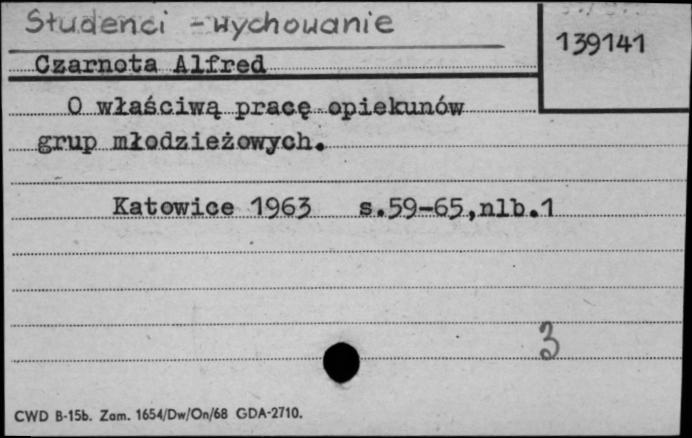 Studenci - wychowanie
139141
Czarnota Alfred
O właściwą pracę opiekunów
grup młodzieżowych.
Katowice 1963 s.59-65,nlb.1
3
CWD B-15b. Zam. 1654/Dw/On/68 GDA-2710.